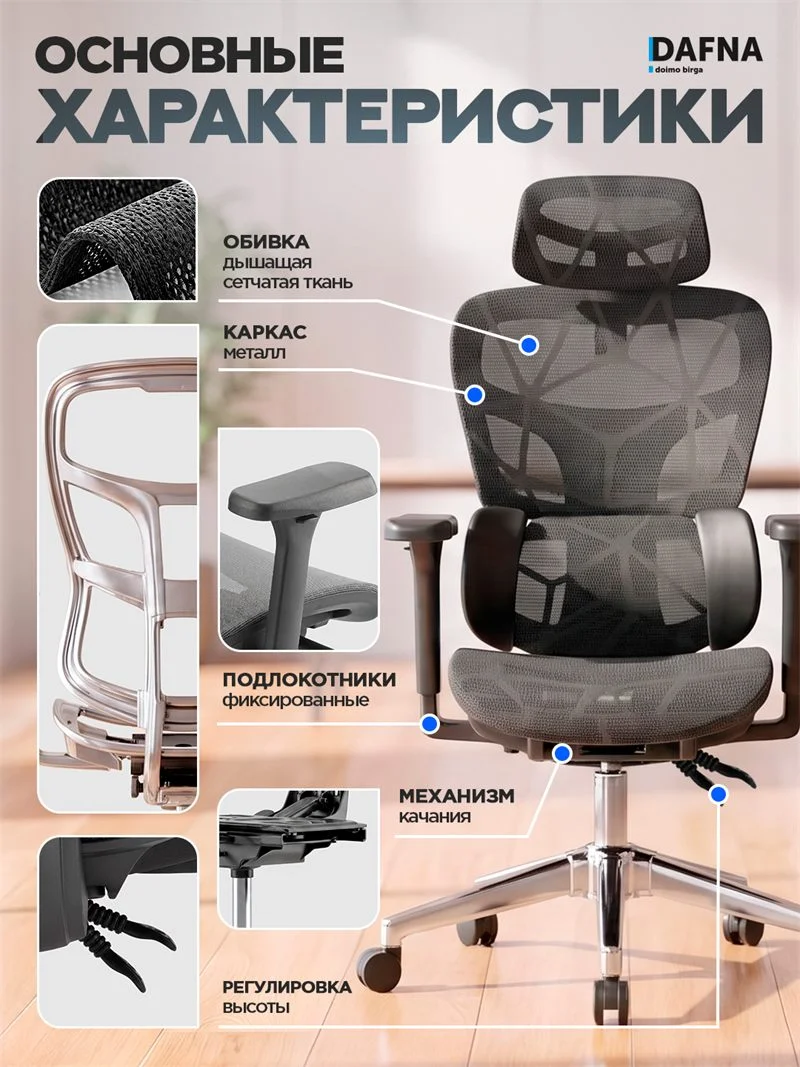 ОСНОВНЫЕ
ХАРАКТЕРИСТИКИ
DAFNA
doimo birga
ОБИВКА
дышащая
сетчатая ткань
КАРКАС
металл
ПОДЛОКОТНИКИ
фиксированные
МЕХАНИЗМ
качания
РЕГУЛИРОВКА
высоты